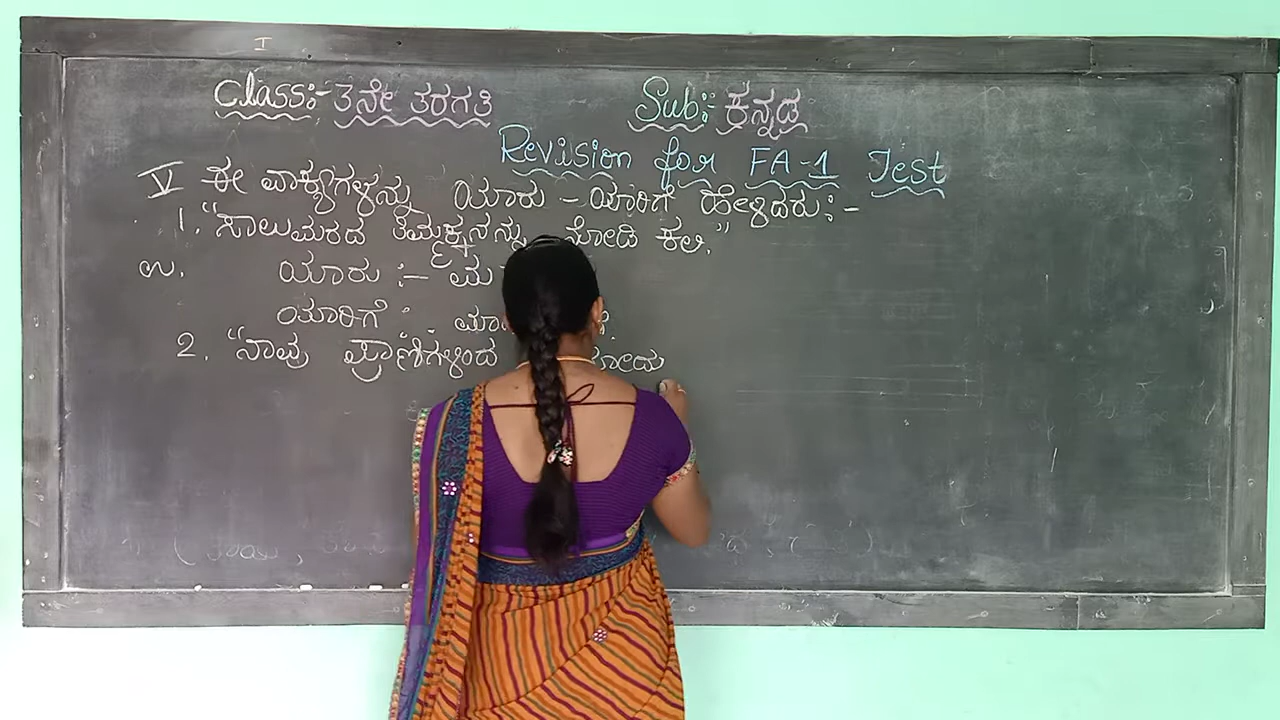 I
Class:- 3ನೇ ತರಗತಿ Sub:- ಕನ್ನಡ
Revision for FA-1 Test
V ಈ ವಾಕ್ಯಗಳನ್ನು ಯಾರು - ಯಾರಿಗೆ ಹೇಳಿದರು:-
1. "ಸಾಲುಮರದ ತಿಮ್ಮಕ್ಕನನ್ನು ನೋಡಿ ಕಲಿ."
ಉ. ಯಾರು :-
ಯಾರಿಗೆ :
2. "ನಾವು ಪ್ರಾಣಿಗಳಿಂದ